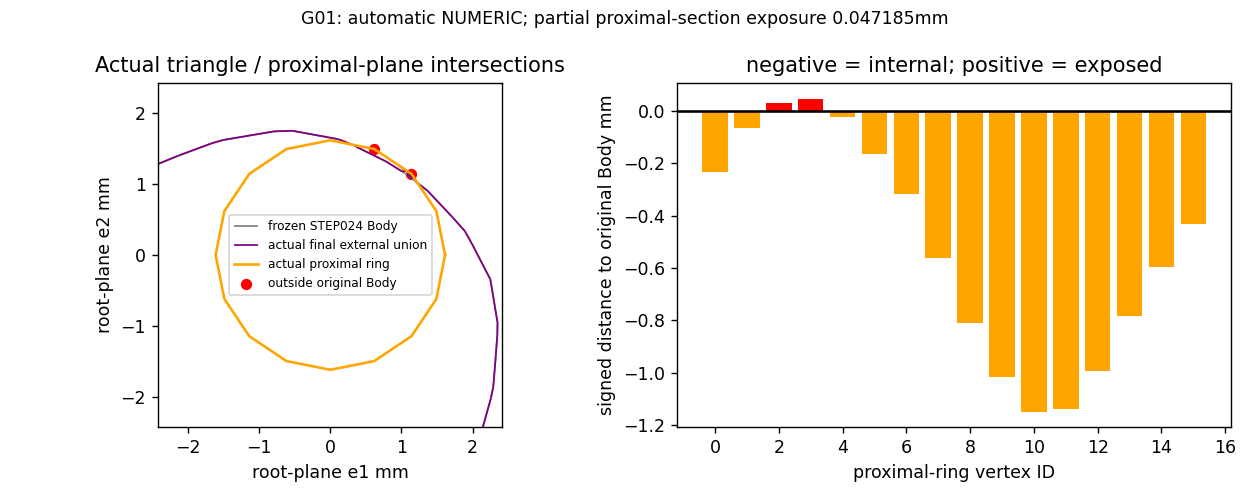 G01: automatic NUMERIC; partial proximal-section exposure 0.047185mm
Actual triangle / proximal-plane intersections
2
1
0
−1
−2
root-plane e2 mm
frozen STEP024 Body
actual final external union
actual proximal ring
outside original Body
−2
−1
0
1
2
root-plane e1 mm
negative = internal; positive = exposed
0.0
−0.2
−0.4
−0.6
−0.8
−1.0
−1.2
signed distance to original Body mm
0
2
4
6
8
10
12
14
16
proximal-ring vertex ID